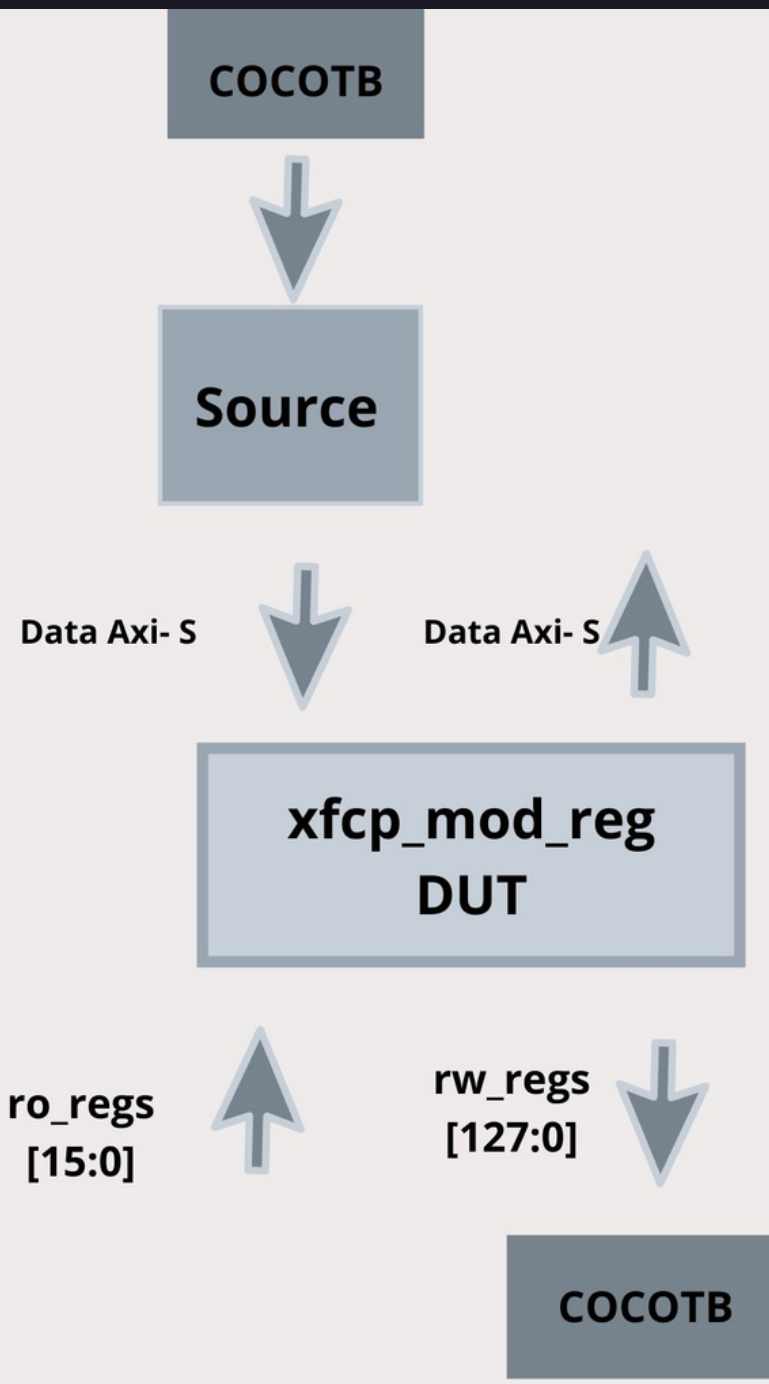 COCOTB
Source
Data Axi- S
Data Axi- S
xfcp_mod_reg
DUT
ro_regs
[15:0]
rw_regs
[127:0]
COCOTB